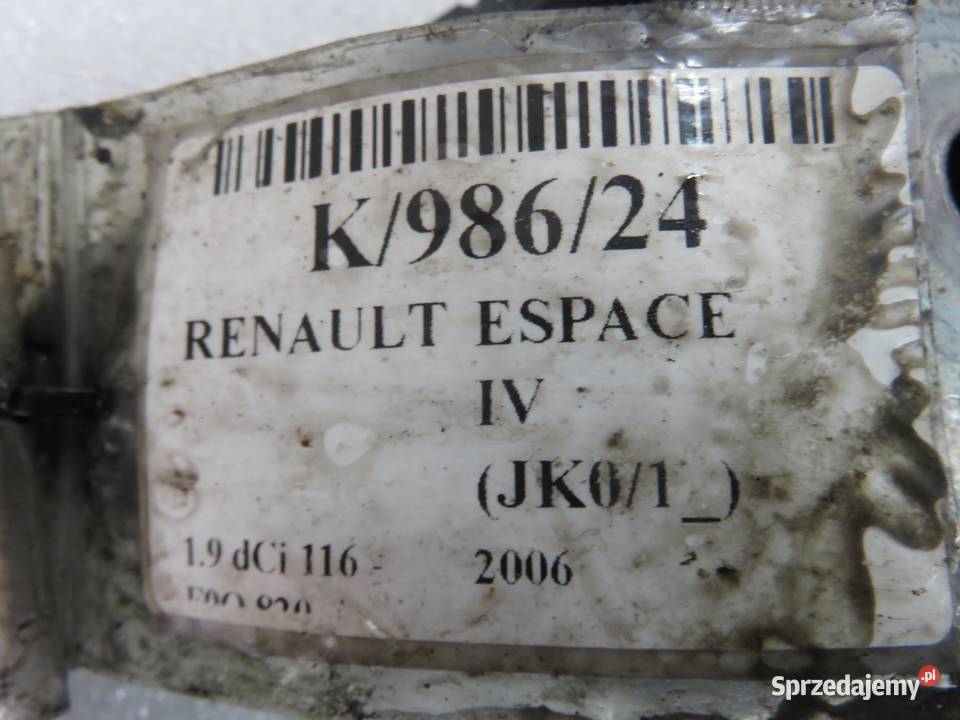 K/986/24
RENAULT ESPACE
IV
(JK0/1_)
1.9 dCi 116 - 2006
Sprzedajemy.pl